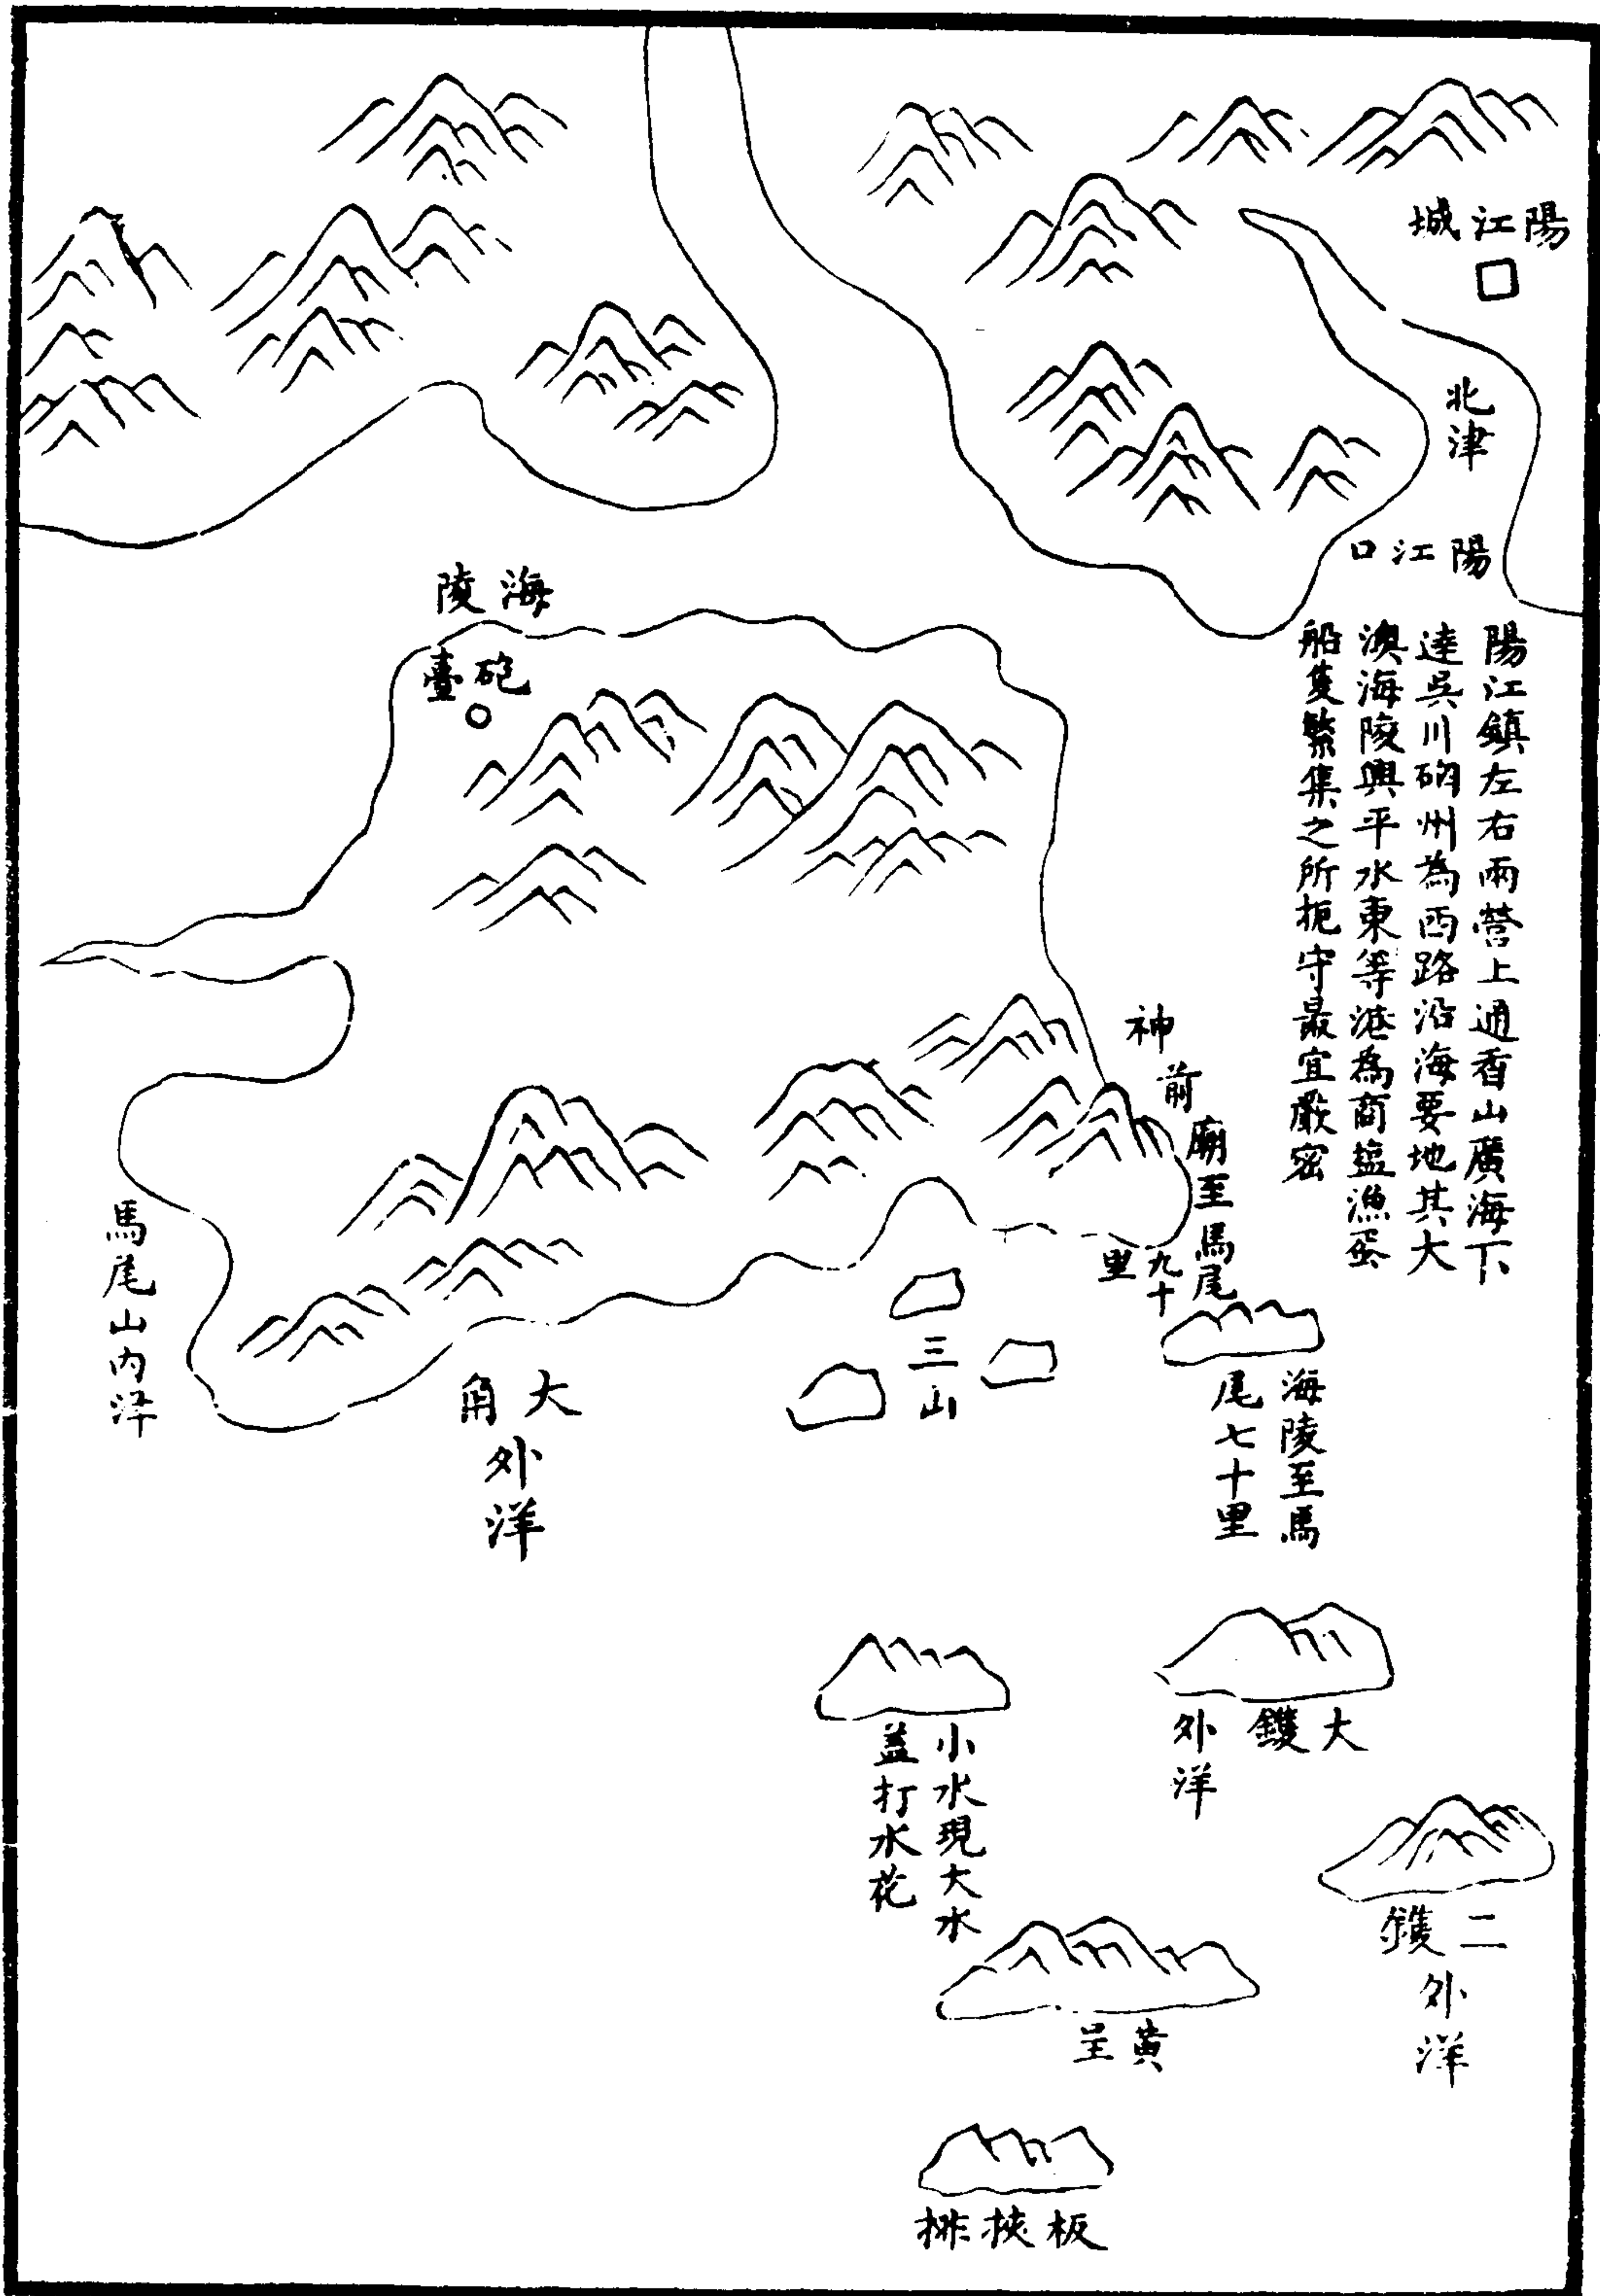 陽江城
北津
陽江口
陽江鎮左右兩營上通香山廣海下
達吳川硇州為西路沿海要地其大
澳海陵興平水東等港為商塩漁蛋
船隻繁集之所扼守最宜嚴密
海陵
砲臺
神前廟至馬尾
九十
里
海陵至馬
尾七十里
三山
大角
外洋
馬尾山內洋
大鑊
外洋
二鑊
外洋
小水現大水
蓋打水花
黃呈
板挾排